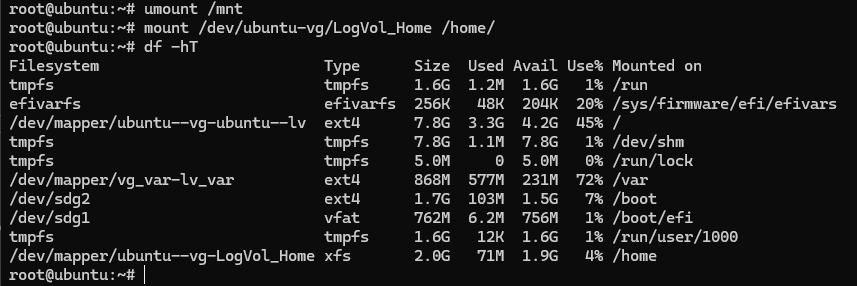 root@ubuntu:~# umount /mnt
root@ubuntu:~# mount /dev/ubuntu-vg/LogVol_Home /home/
root@ubuntu:~# df -hT
Filesystem                        Type      Size  Used Avail Use% Mounted on
tmpfs                             tmpfs     1.6G  1.2M  1.6G   1% /run
efivarfs                          efivarfs  256K   48K  204K  20% /sys/firmware/efi/efivars
/dev/mapper/ubuntu--vg-ubuntu--lv ext4      7.8G  3.3G  4.2G  45% /
tmpfs                             tmpfs     7.8G  1.1M  7.8G   1% /dev/shm
tmpfs                             tmpfs     5.0M     0  5.0M   0% /run/lock
/dev/mapper/vg_var-lv_var         ext4      868M  577M  231M  72% /var
/dev/sdg2                         ext4      1.7G  103M  1.5G   7% /boot
/dev/sdg1                         vfat      762M  6.2M  756M   1% /boot/efi
tmpfs                             tmpfs     1.6G   12K  1.6G   1% /run/user/1000
/dev/mapper/ubuntu--vg-LogVol_Home xfs      2.0G   71M  1.9G   4% /home
root@ubuntu:~#